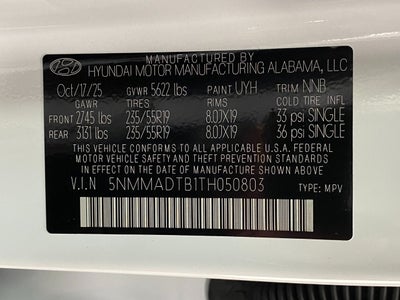 MANUFACTURED BY
HYUNDAI MOTOR MANUFACTURING ALABAMA, LLC.
Oct/17/25 GVWR 5622 lbs PAINT UYH TRIM NNB
GAWR TIRES RIMS COLD TIRE INF.
FRONT 2745 lbs 235/55R19 8.0JX19 33 psi SINGLE
REAR 3131 lbs 235/55R19 8.0JX19 36 psi SINGLE
THIS VEHICLE CONFORMS TO ALL APPLICABLE U.S.A. FEDERAL
MOTOR VEHICLE SAFETY AND THEFT PREVENTION STANDARDS
IN EFFECT ON THE DATE OF MANUFACTURE SHOWN ABOVE.
V.I.N 5NMMADTB1TH050803 TYPE: MPV